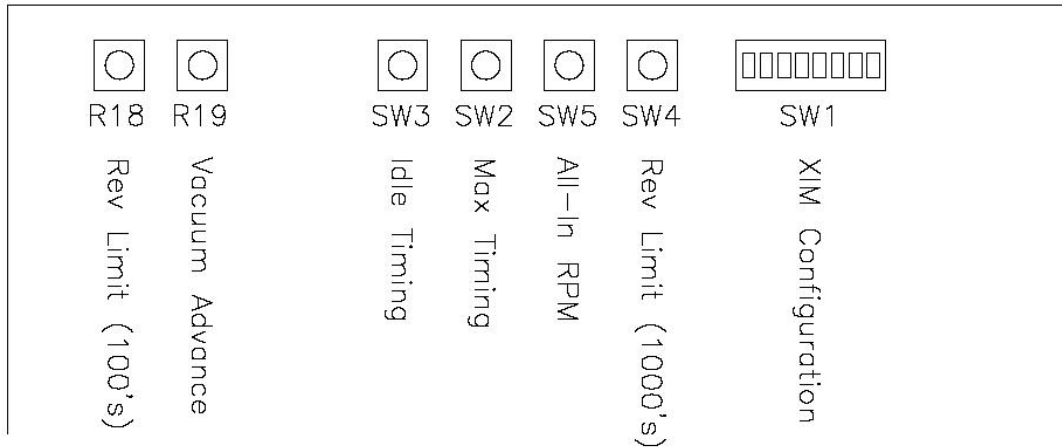 R18 R19 SW3 SW2 SW5 SW4 SW1
Rev Limit (100's)
Vacuum Advance
Idle Timing
Max Timing
All-In RPM
Rev Limit (1000's)
XIM Configuration